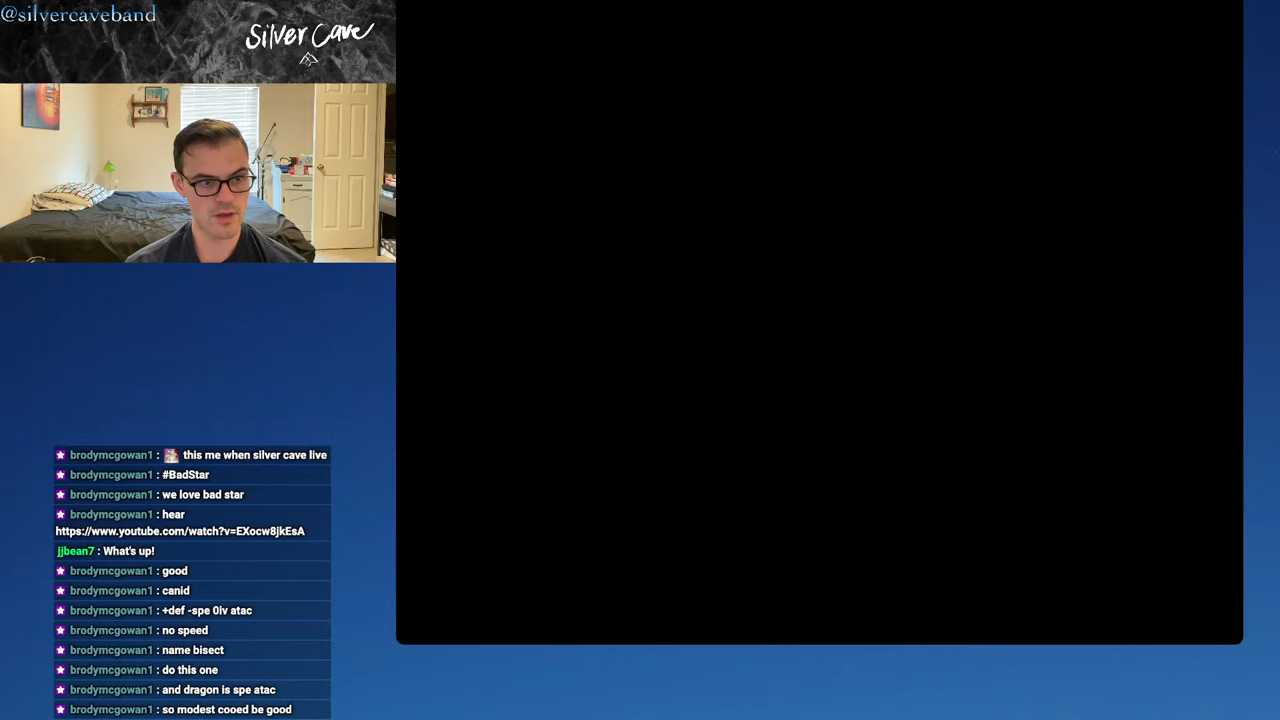 @silvercaveband
Silver Cave
brodymcgowan1 : this me when silver cave live
brodymcgowan1 : #BadStar
brodymcgowan1 : we love bad star
brodymcgowan1 : hear
https://www.youtube.com/watch?v=EXocw8jkEsA
jjbean7 : What's up!
brodymcgowan1 : good
brodymcgowan1 : canid
brodymcgowan1 : +def -spe 0iv atac
brodymcgowan1 : no speed
brodymcgowan1 : name bisect
brodymcgowan1 : do this one
brodymcgowan1 : and dragon is spe atac
brodymcgowan1 : so modest cooed be good